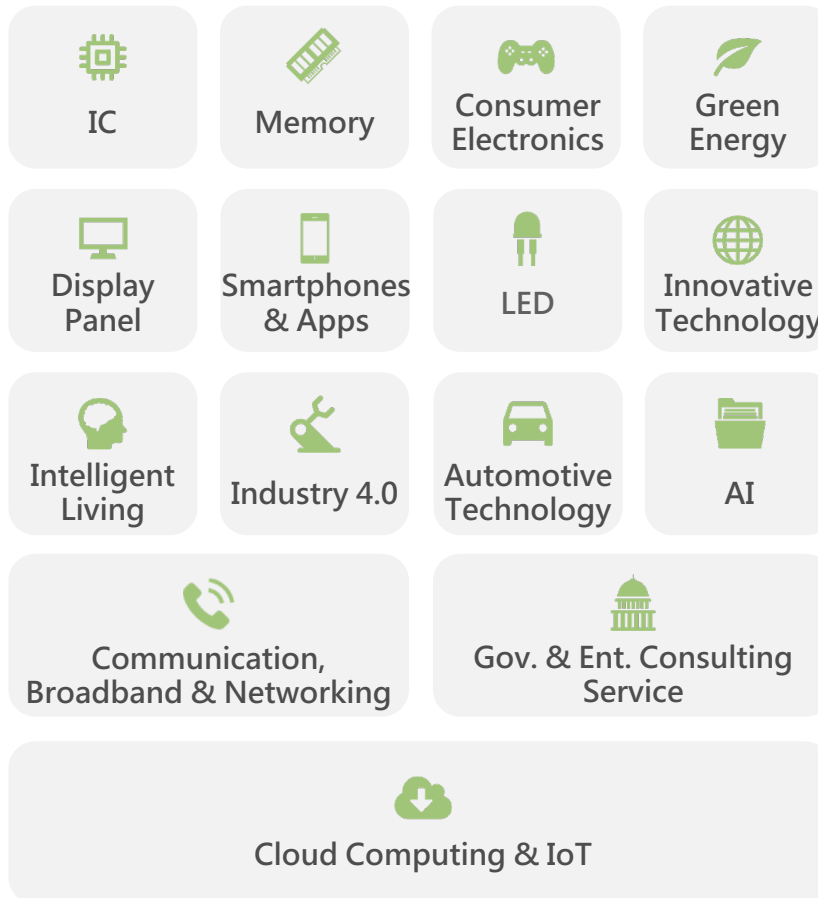 IC
Memory
Consumer
Electronics
Green
Energy
Display
Panel
Smartphones
& Apps
LED
Innovative
Technology
Intelligent
Living
Industry 4.0
Automotive
Technology
AI
Communication,
Broadband & Networking
Gov. & Ent. Consulting
Service
Cloud Computing & IoT